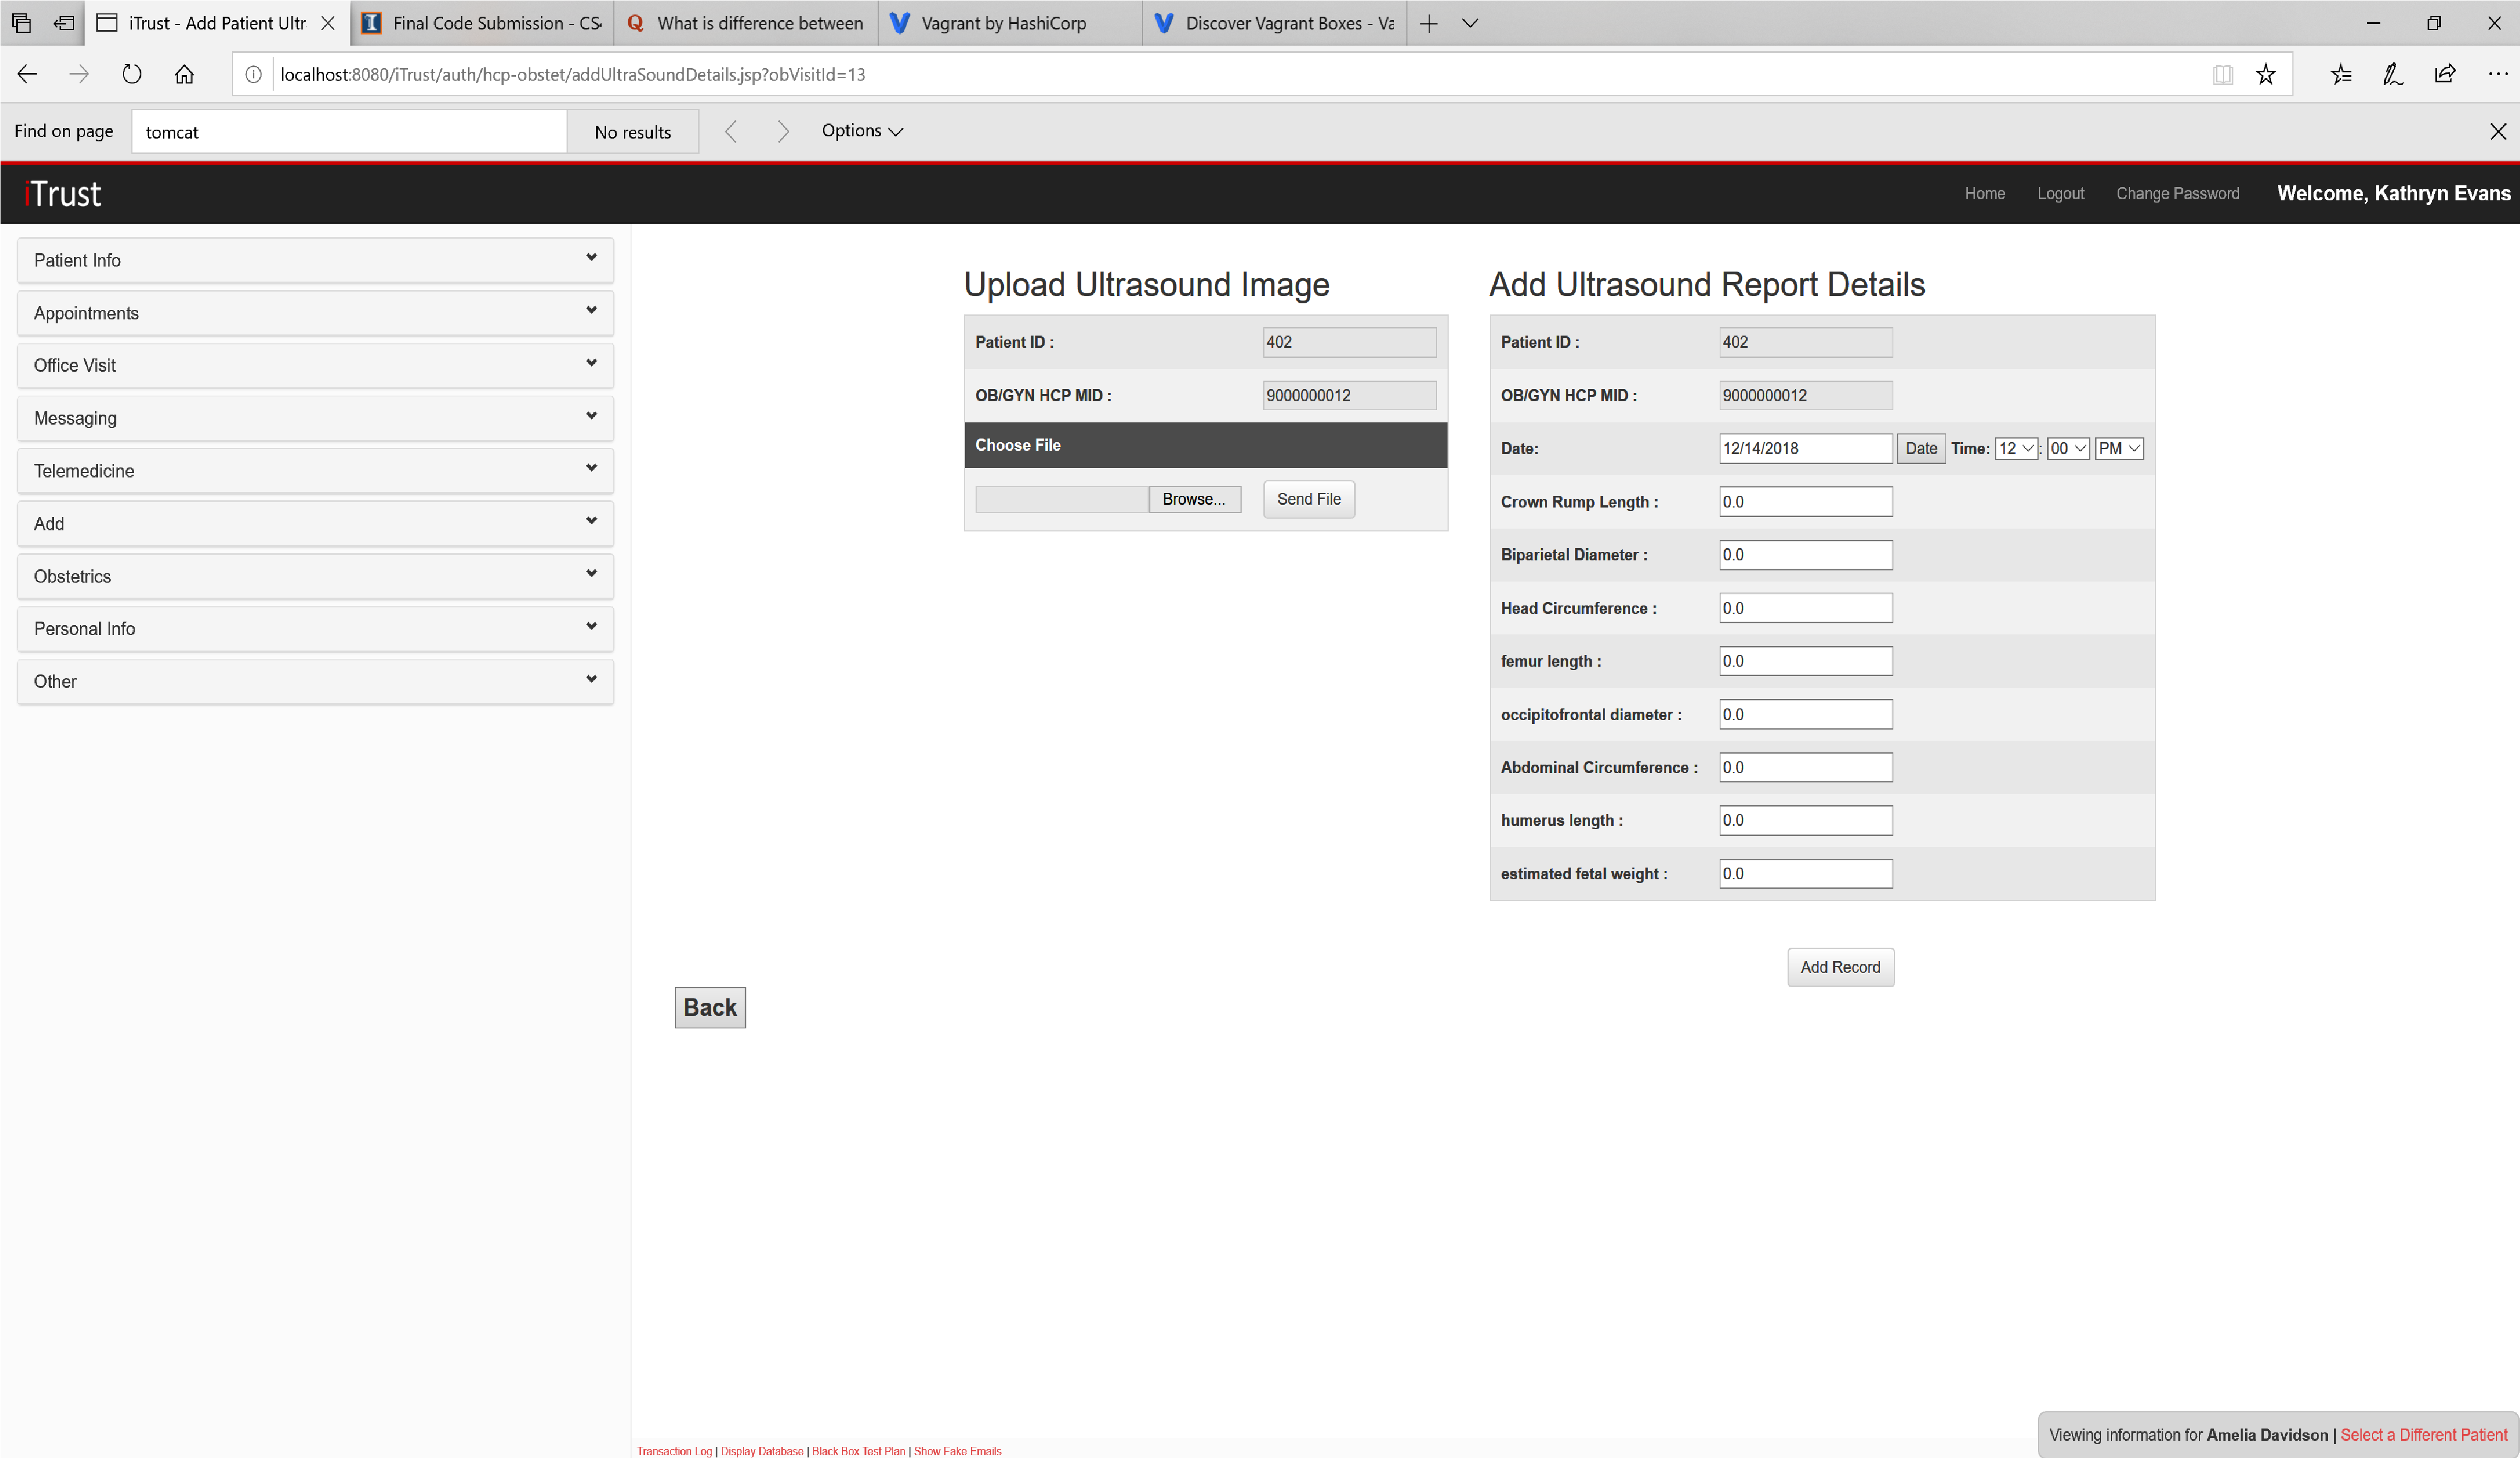 iTrust - Add Patient Ultr
Final Code Submission - CS
What is difference between
Vagrant by HashiCorp
Discover Vagrant Boxes - Va
localhost:8080/iTrust/auth/hcp-obstet/addUltraSoundDetails.jsp?obVisitId=13
Find on page
tomcat
No results
Options
iTrust
Home
Logout
Change Password
Welcome, Kathryn Evans
Patient Info
Appointments
Office Visit
Messaging
Telemedicine
Add
Obstetrics
Personal Info
Other
Upload Ultrasound Image
Patient ID : 402
OB/GYN HCP MID : 9000000012
Choose File
Browse... Send File
Add Ultrasound Report Details
Patient ID : 402
OB/GYN HCP MID : 9000000012
Date: 12/14/2018 Date Time: 12 : 00 PM
Crown Rump Length : 0.0
Biparietal Diameter : 0.0
Head Circumference : 0.0
femur length : 0.0
occipitofrontal diameter : 0.0
Abdominal Circumference : 0.0
humerus length : 0.0
estimated fetal weight : 0.0
Add Record
Back
Transaction Log | Display Database | Black Box Test Plan | Show Fake Emails
Viewing information for Amelia Davidson | Select a Different Patient